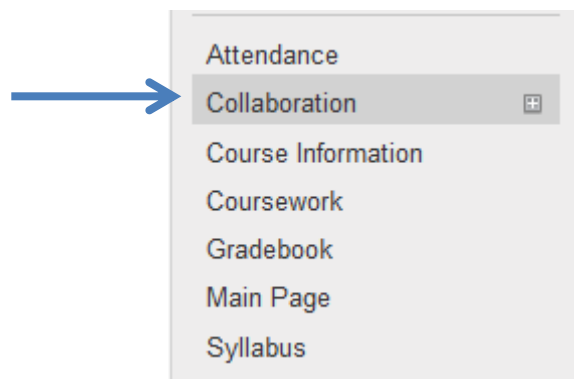 Attendance
Collaboration
Course Information
Coursework
Gradebook
Main Page
Syllabus